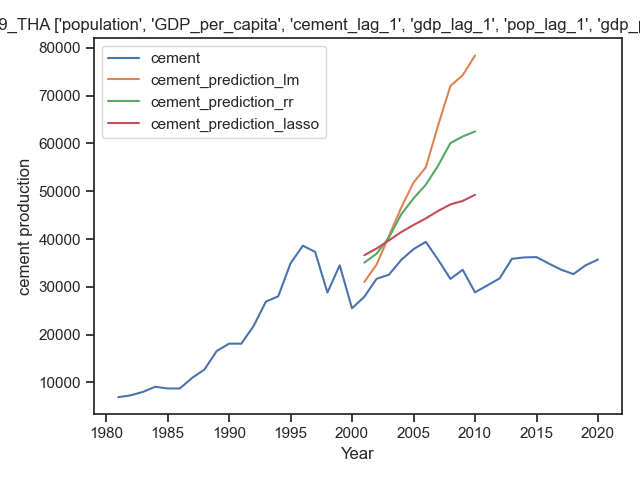 9_THA ['population', 'GDP_per_capita', 'cement_lag_1', 'gdp_lag_1', 'pop_lag_1', 'gdp_p
cement
cement_prediction_lm
cement_prediction_rr
cement_prediction_lasso
80000
70000
60000
50000
40000
30000
20000
10000
cement production
1980 1985 1990 1995 2000 2005 2010 2015 2020
Year